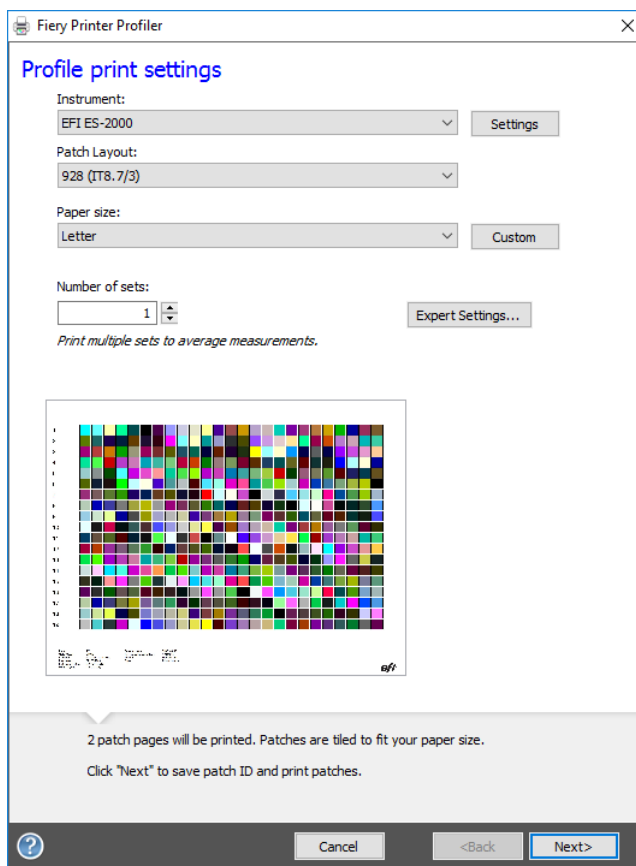 Fiery Printer Profiler
Profile print settings
Instrument:
EFI ES-2000
Settings
Patch Layout:
928 (IT8.7/3)
Paper size:
Letter
Custom
Number of sets:
1
Expert Settings...
Print multiple sets to average measurements.
efi
2 patch pages will be printed. Patches are tiled to fit your paper size.
Click "Next" to save patch ID and print patches.
?
Cancel
<Back
Next>